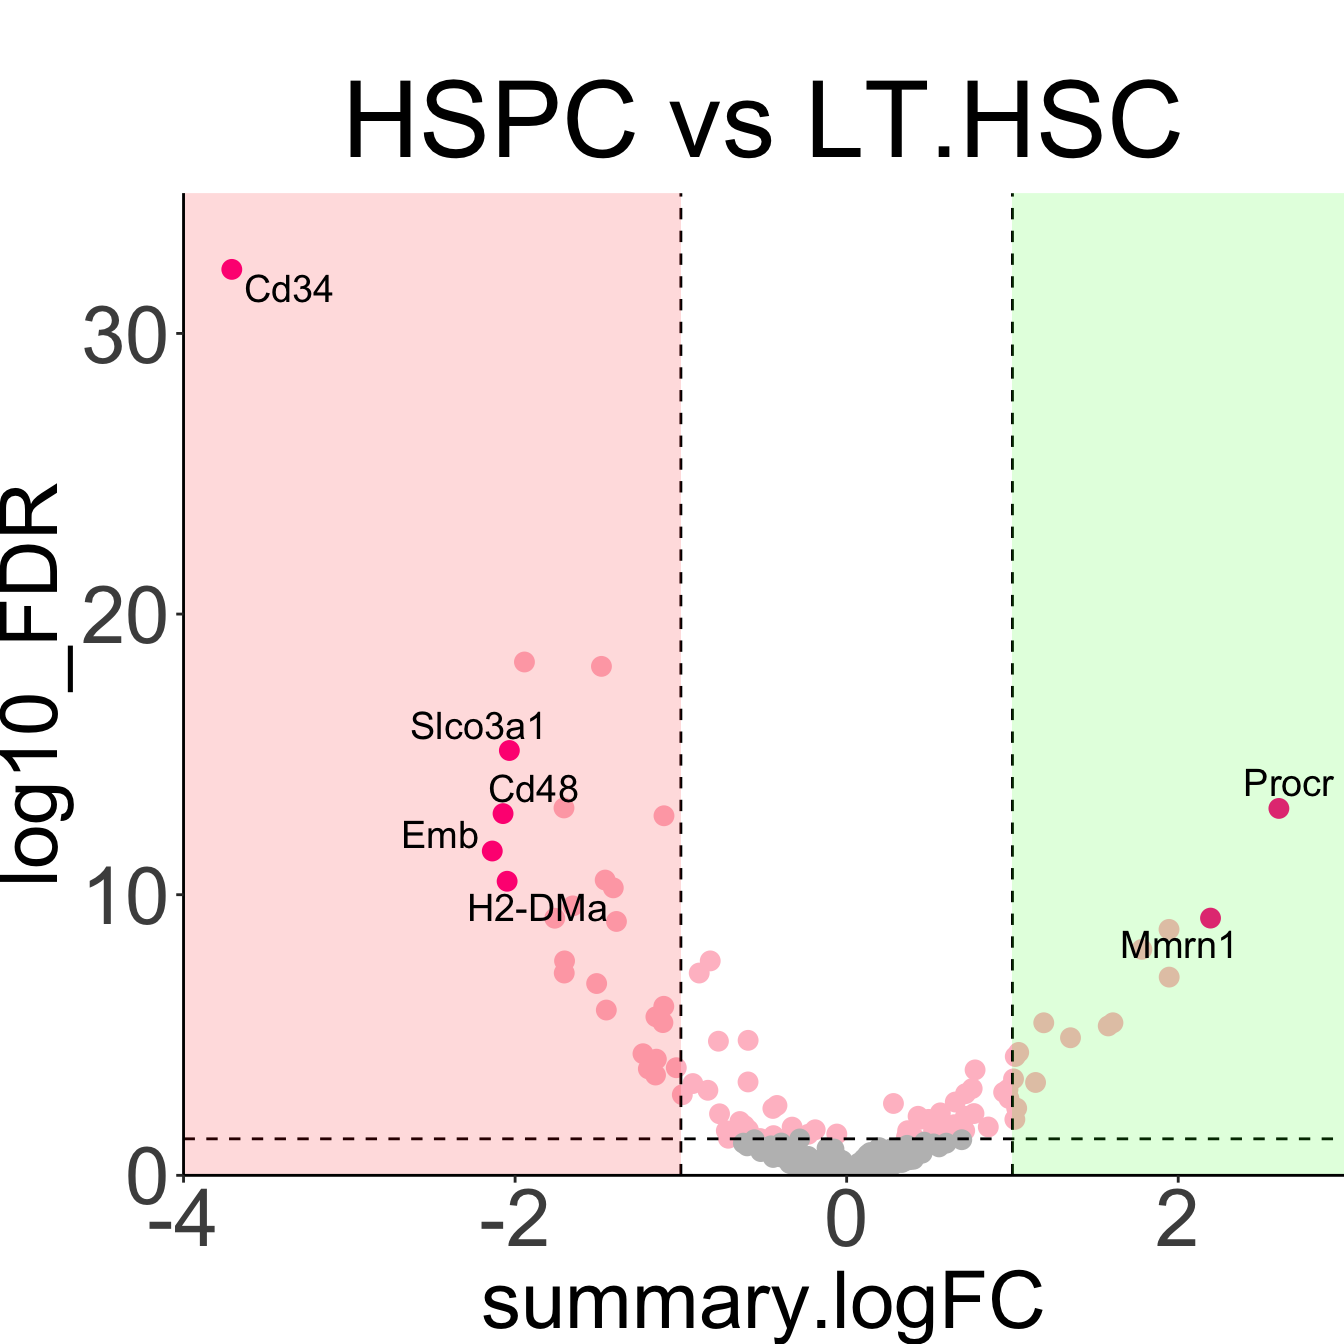 HSPC vs LT.HSC
Cd34
30
20
log10_FDR
Slco3a1
Cd48
Procr
Emb
10
H2-DMa
Mmrn1
0
-4
-2
0
2
summary.logFC